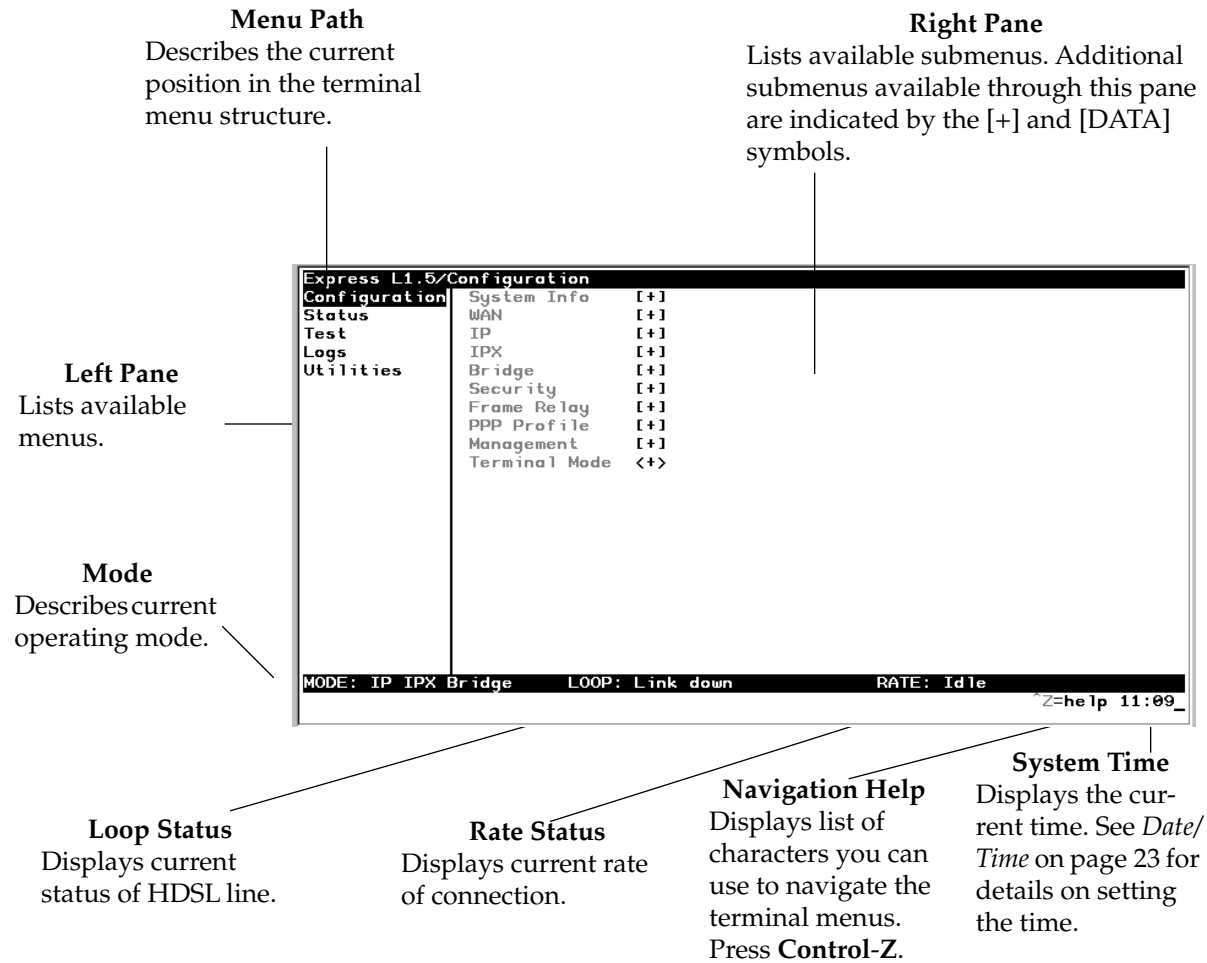 Menu Path
Describes the current
position in the terminal
menu structure.
Right Pane
Lists available submenus. Additional
submenus available through this pane
are indicated by the [+] and [DATA]
symbols.
Left Pane
Lists available
menus.
Mode
Describes current
operating mode.
Express L1.5/Configuration
Configuration
Status
Test
Logs
Utilities
System Info [+]
WAN [+]
IP [+]
IPX [+]
Bridge [+]
Security [+]
Frame Relay [+]
PPP Profile [+]
Management [+]
Terminal Mode <+>
MODE: IP IPX Bridge LOOP: Link down RATE: Idle
^Z=help 11:09_
Loop Status
Displays current
status of HDSL line.
Rate Status
Displays current rate
of connection.
Navigation Help
Displays list of
characters you can
use to navigate the
terminal menus.
Press Control-Z.
System Time
Displays the cur-
rent time. See Date/
Time on page 23 for
details on setting
the time.